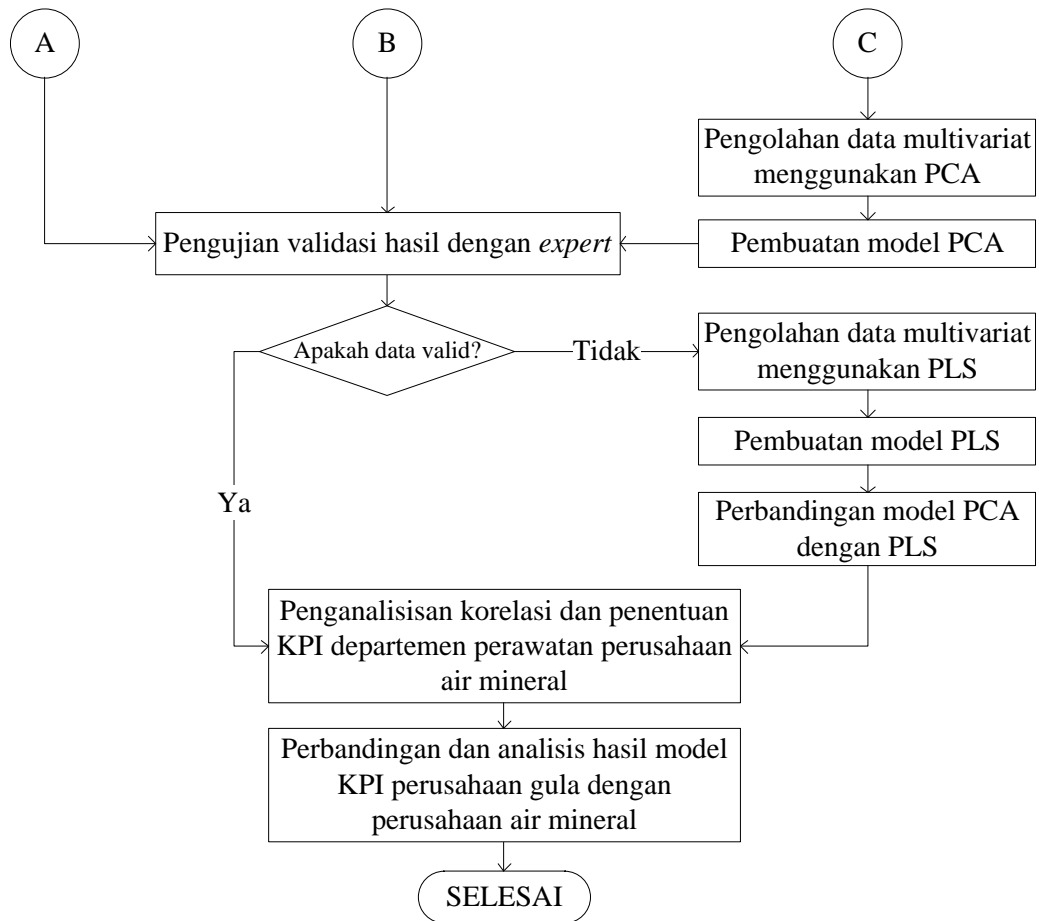 A
B
C
Pengolahan data multivariat
menggunakan PCA
Pengujian validasi hasil dengan expert
Pembuatan model PCA
Apakah data valid?
Tidak
Pengolahan data multivariat
menggunakan PLS
Pembuatan model PLS
Ya
Perbandingan model PCA
dengan PLS
Penganalisisan korelasi dan penentuan
KPI departemen perawatan perusahaan
air mineral
Perbandingan dan analisis hasil model
KPI perusahaan gula dengan
perusahaan air mineral
SELESAI